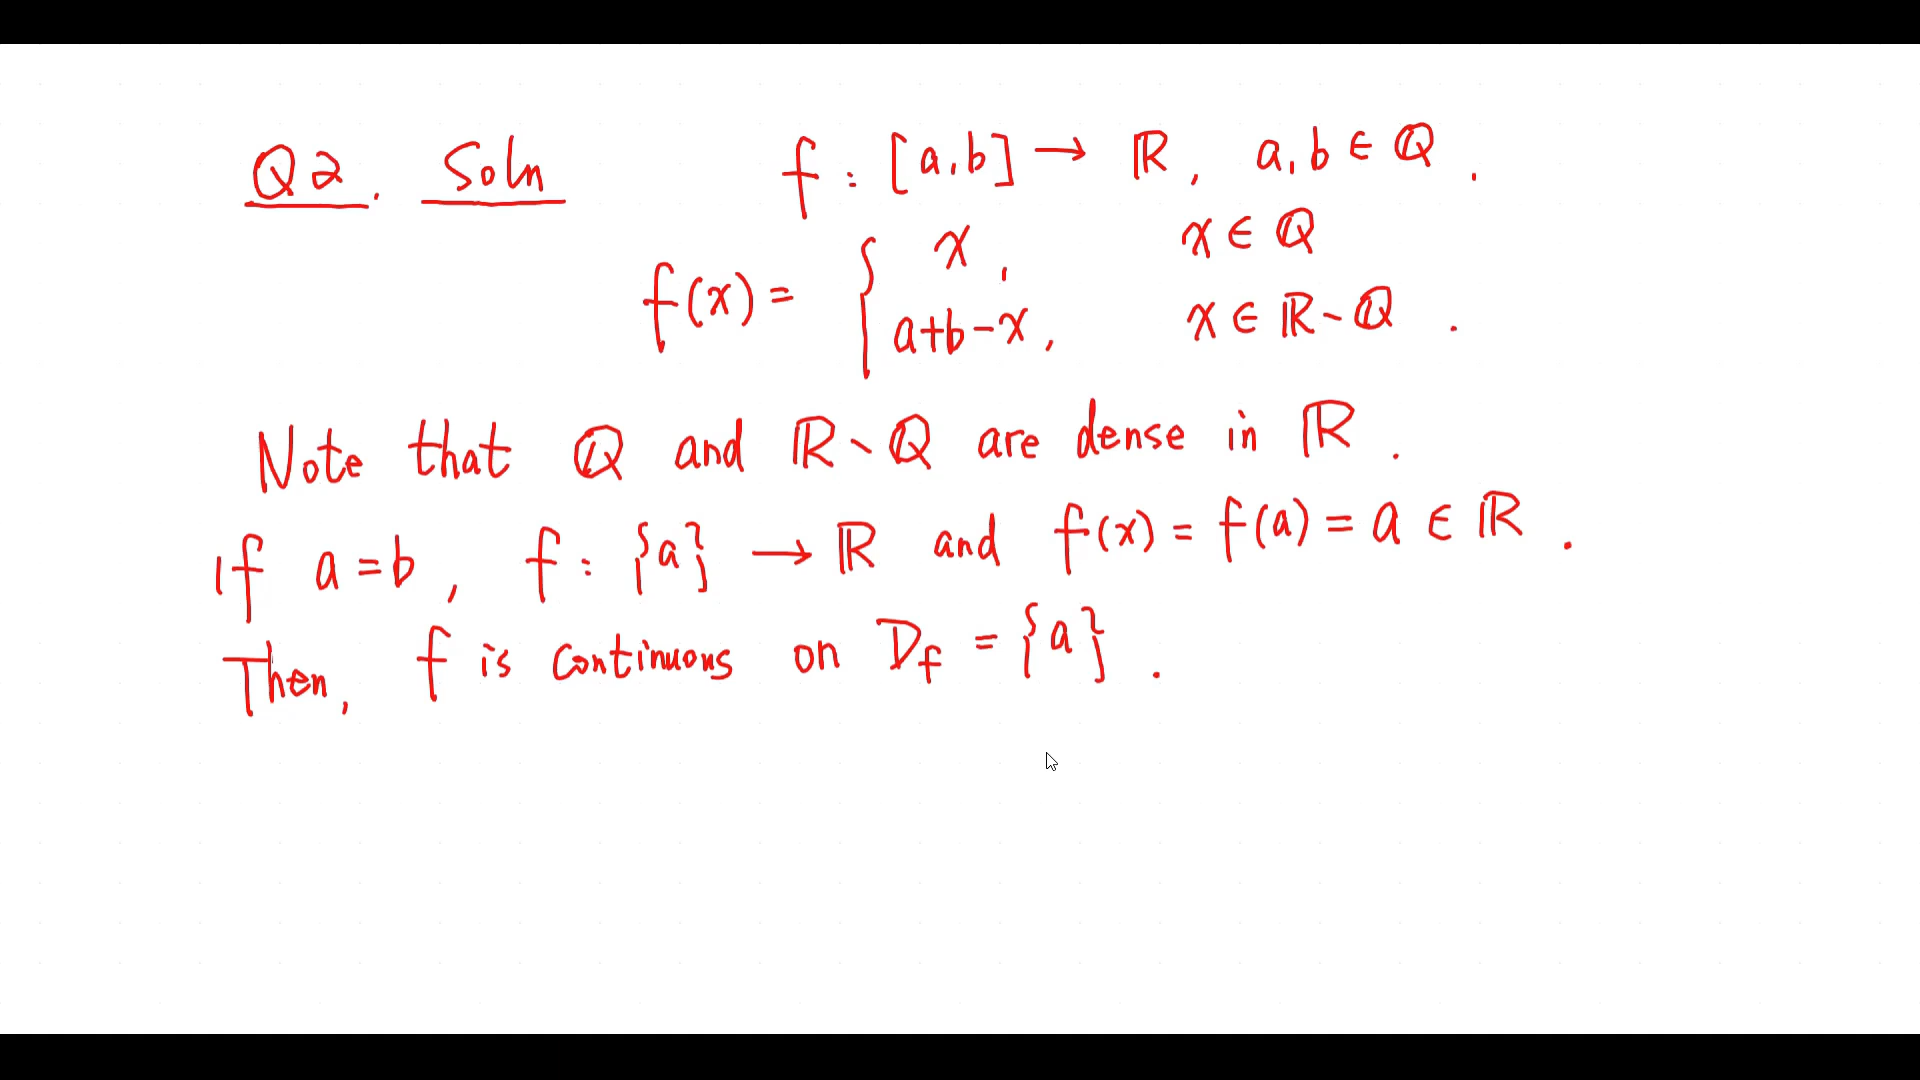 Q2. Soln f : [a, b] → ℝ, a, b ∈ ℚ.
f(x) = { x, x ∈ ℚ
a+b-x, x ∈ ℝ \ ℚ.
Note that ℚ and ℝ \ ℚ are dense in ℝ.
If a = b, f : {a} → ℝ and f(x) = f(a) = a ∈ ℝ.
Then, f is continuous on D_f = {a}.